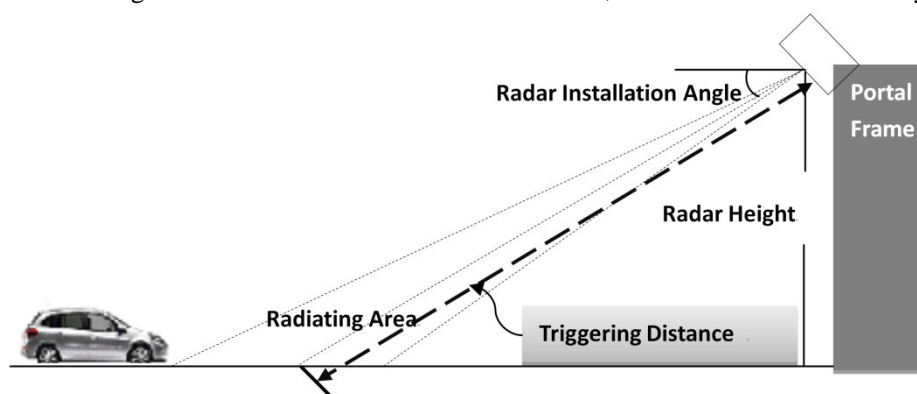 Radar Installation Angle
Portal
Frame
Radar Height
Radiating Area
Triggering Distance